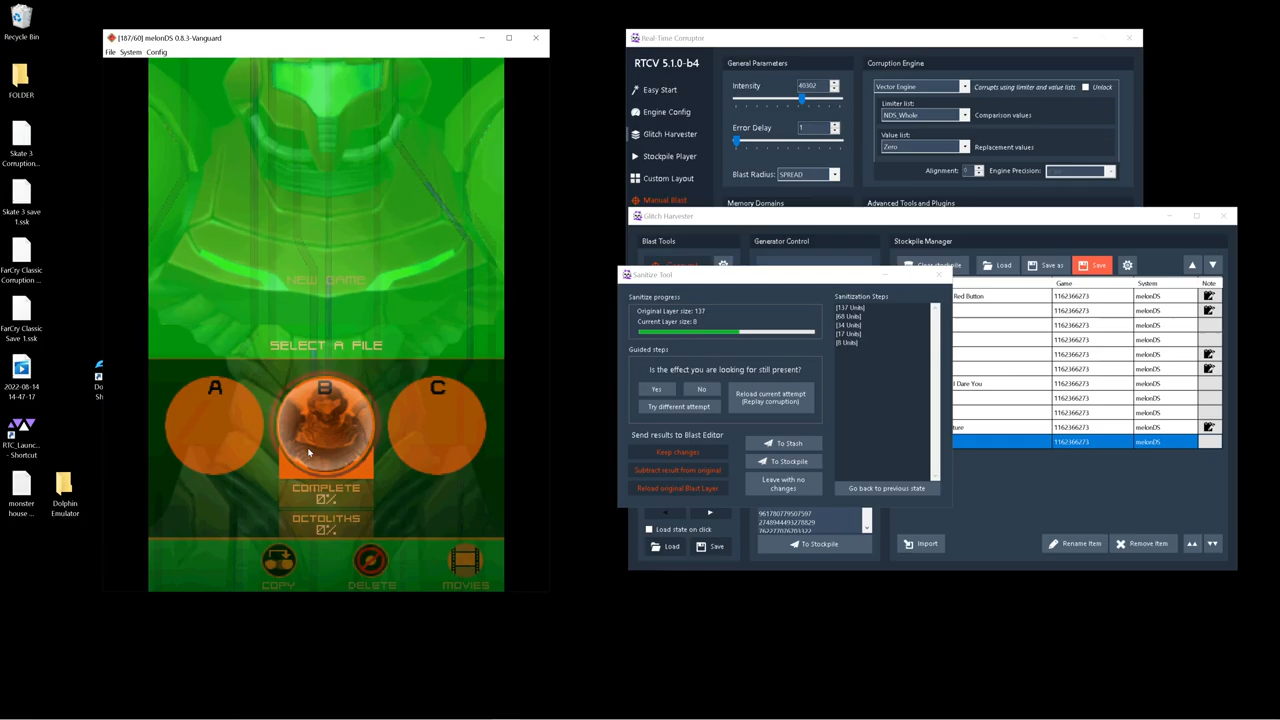 Recycle Bin
FOLDER
Skate 3
Corruption...
Skate 3 save
1.ssk
FarCry Classic
Corruption ...
FarCry Classic
Save 1.ssk
2022-08-14
14-47-17
RTC_Launc...
- Shortcut
monster
house ...
Dolphin
Emulator
[187/60] melonDS 0.8.3-Vanguard
File System Config
NEW GAME
SELECT A FILE
A B C
COMPLETE
0%
OCTOLITHS
0%
COPY DELETE MOVIES
Real-Time Corruptor
RTCV 5.1.0-b4
Easy Start
Engine Config
Glitch Harvester
Stockpile Player
Custom Layout
Manual Blast
General Parameters
Intensity 40302
Error Delay 1
Blast Radius: SPREAD
Memory Domains
Corruption Engine
Vector Engine Corrupts using limiter and value lists Unlock
Limiter list:
NDS_Whole Comparison values
Value list:
Zero Replacement values
Alignment: 0 Engine Precision:
Advanced Tools and Plugins
Glitch Harvester
Blast Tools Generator Control Stockpile Manager
Clear stockpile Load Save as Save
Game System Note
Red Button 1162366273 melonDS
1162366273 melonDS
1162366273 melonDS
1162366273 melonDS
1162366273 melonDS
1162366273 melonDS
I Dare You 1162366273 melonDS
1162366273 melonDS
1162366273 melonDS
ture 1162366273 melonDS
1162366273 melonDS
Sanitize Tool
Sanitize progress
Original Layer size: 137
Current Layer size: 8
Guided steps
Is the effect you are looking for still present?
Yes No
Try different attempt
Reload current attempt
(Replay corruption)
Send results to Blast Editor
Keep changes
Subtract result from original
Reload original Blast Layer
To Stash
To Stockpile
Leave with no
changes
Sanitization Steps
[137 Units]
[68 Units]
[34 Units]
[17 Units]
[8 Units]
Go back to previous state
Load state on click
Load Save
961780779507597
2748944493278829
To Stockpile
Import
Rename Item Remove Item